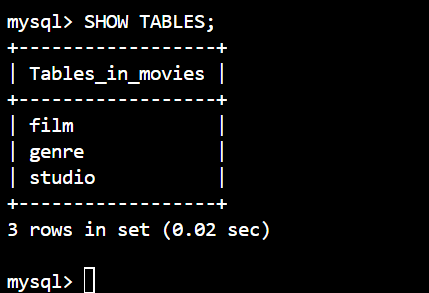 mysql> SHOW TABLES;
+------------------+
| Tables_in_movies |
+------------------+
| film             |
| genre            |
| studio           |
+------------------+
3 rows in set (0.02 sec)
mysql>